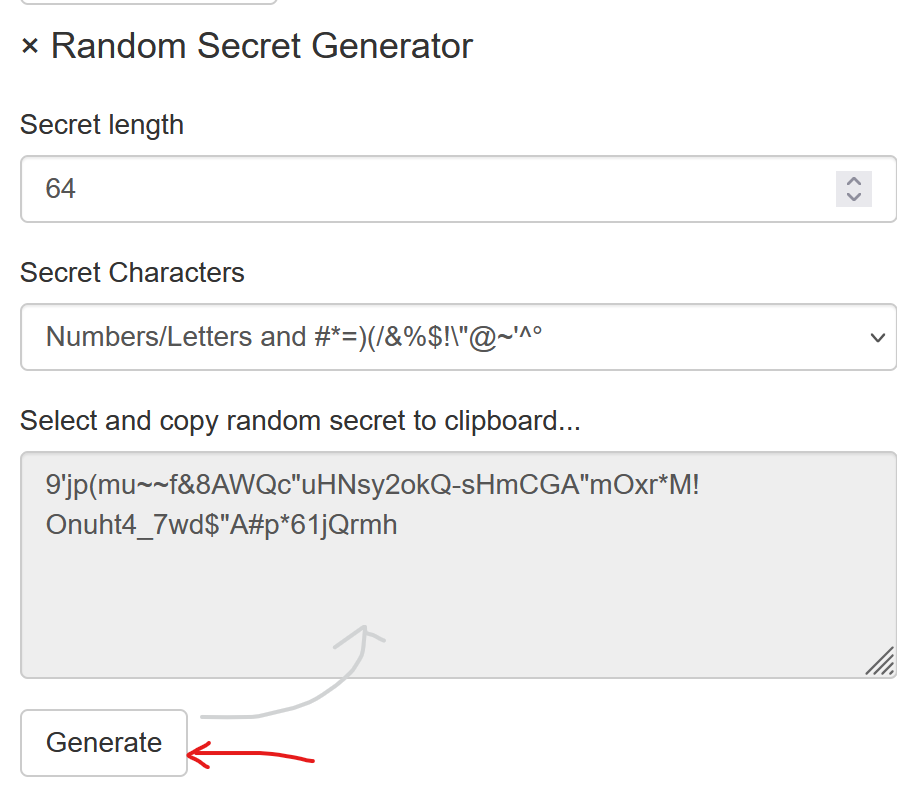 × Random Secret Generator
Secret length
64
Secret Characters
Numbers/Letters and #*=)(/&%$!\"@~'^°
Select and copy random secret to clipboard...
9'jp(mu~~f&8AWQc"uHNsy2okQ-sHmCGA"mOxr*M!
Onuht4_7wd$"A#p*61jQrmh
Generate